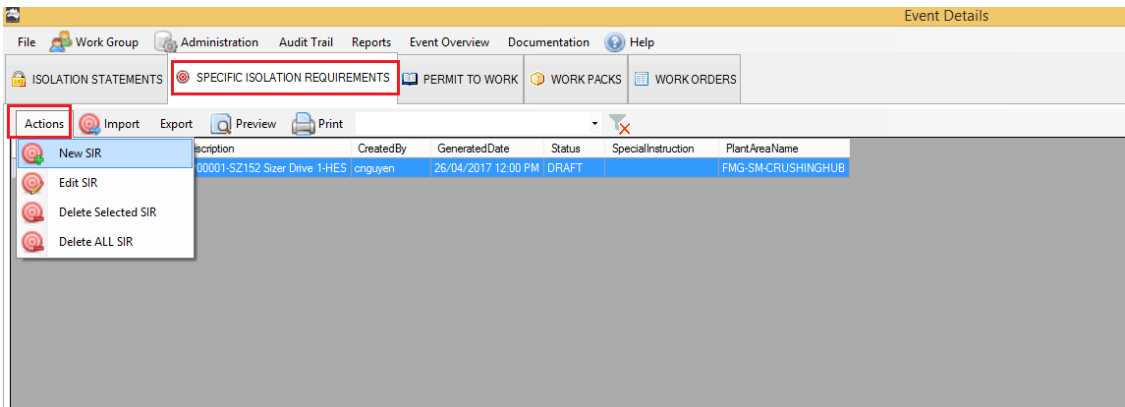 Event Details
File Work Group Administration Audit Trail Reports Event Overview Documentation Help
ISOLATION STATEMENTS SPECIFIC ISOLATION REQUIREMENTS PERMIT TO WORK WORK PACKS WORK ORDERS
Actions Import Export Preview Print
scription CreatedBy GeneratedDate Status SpecialInstruction PlantAreaName
00001-SZ152 Sizer Drive 1-HES cnguyen 26/04/2017 12:00 PM DRAFT FMG-SM-CRUSHINGHUB
New SIR
Edit SIR
Delete Selected SIR
Delete ALL SIR